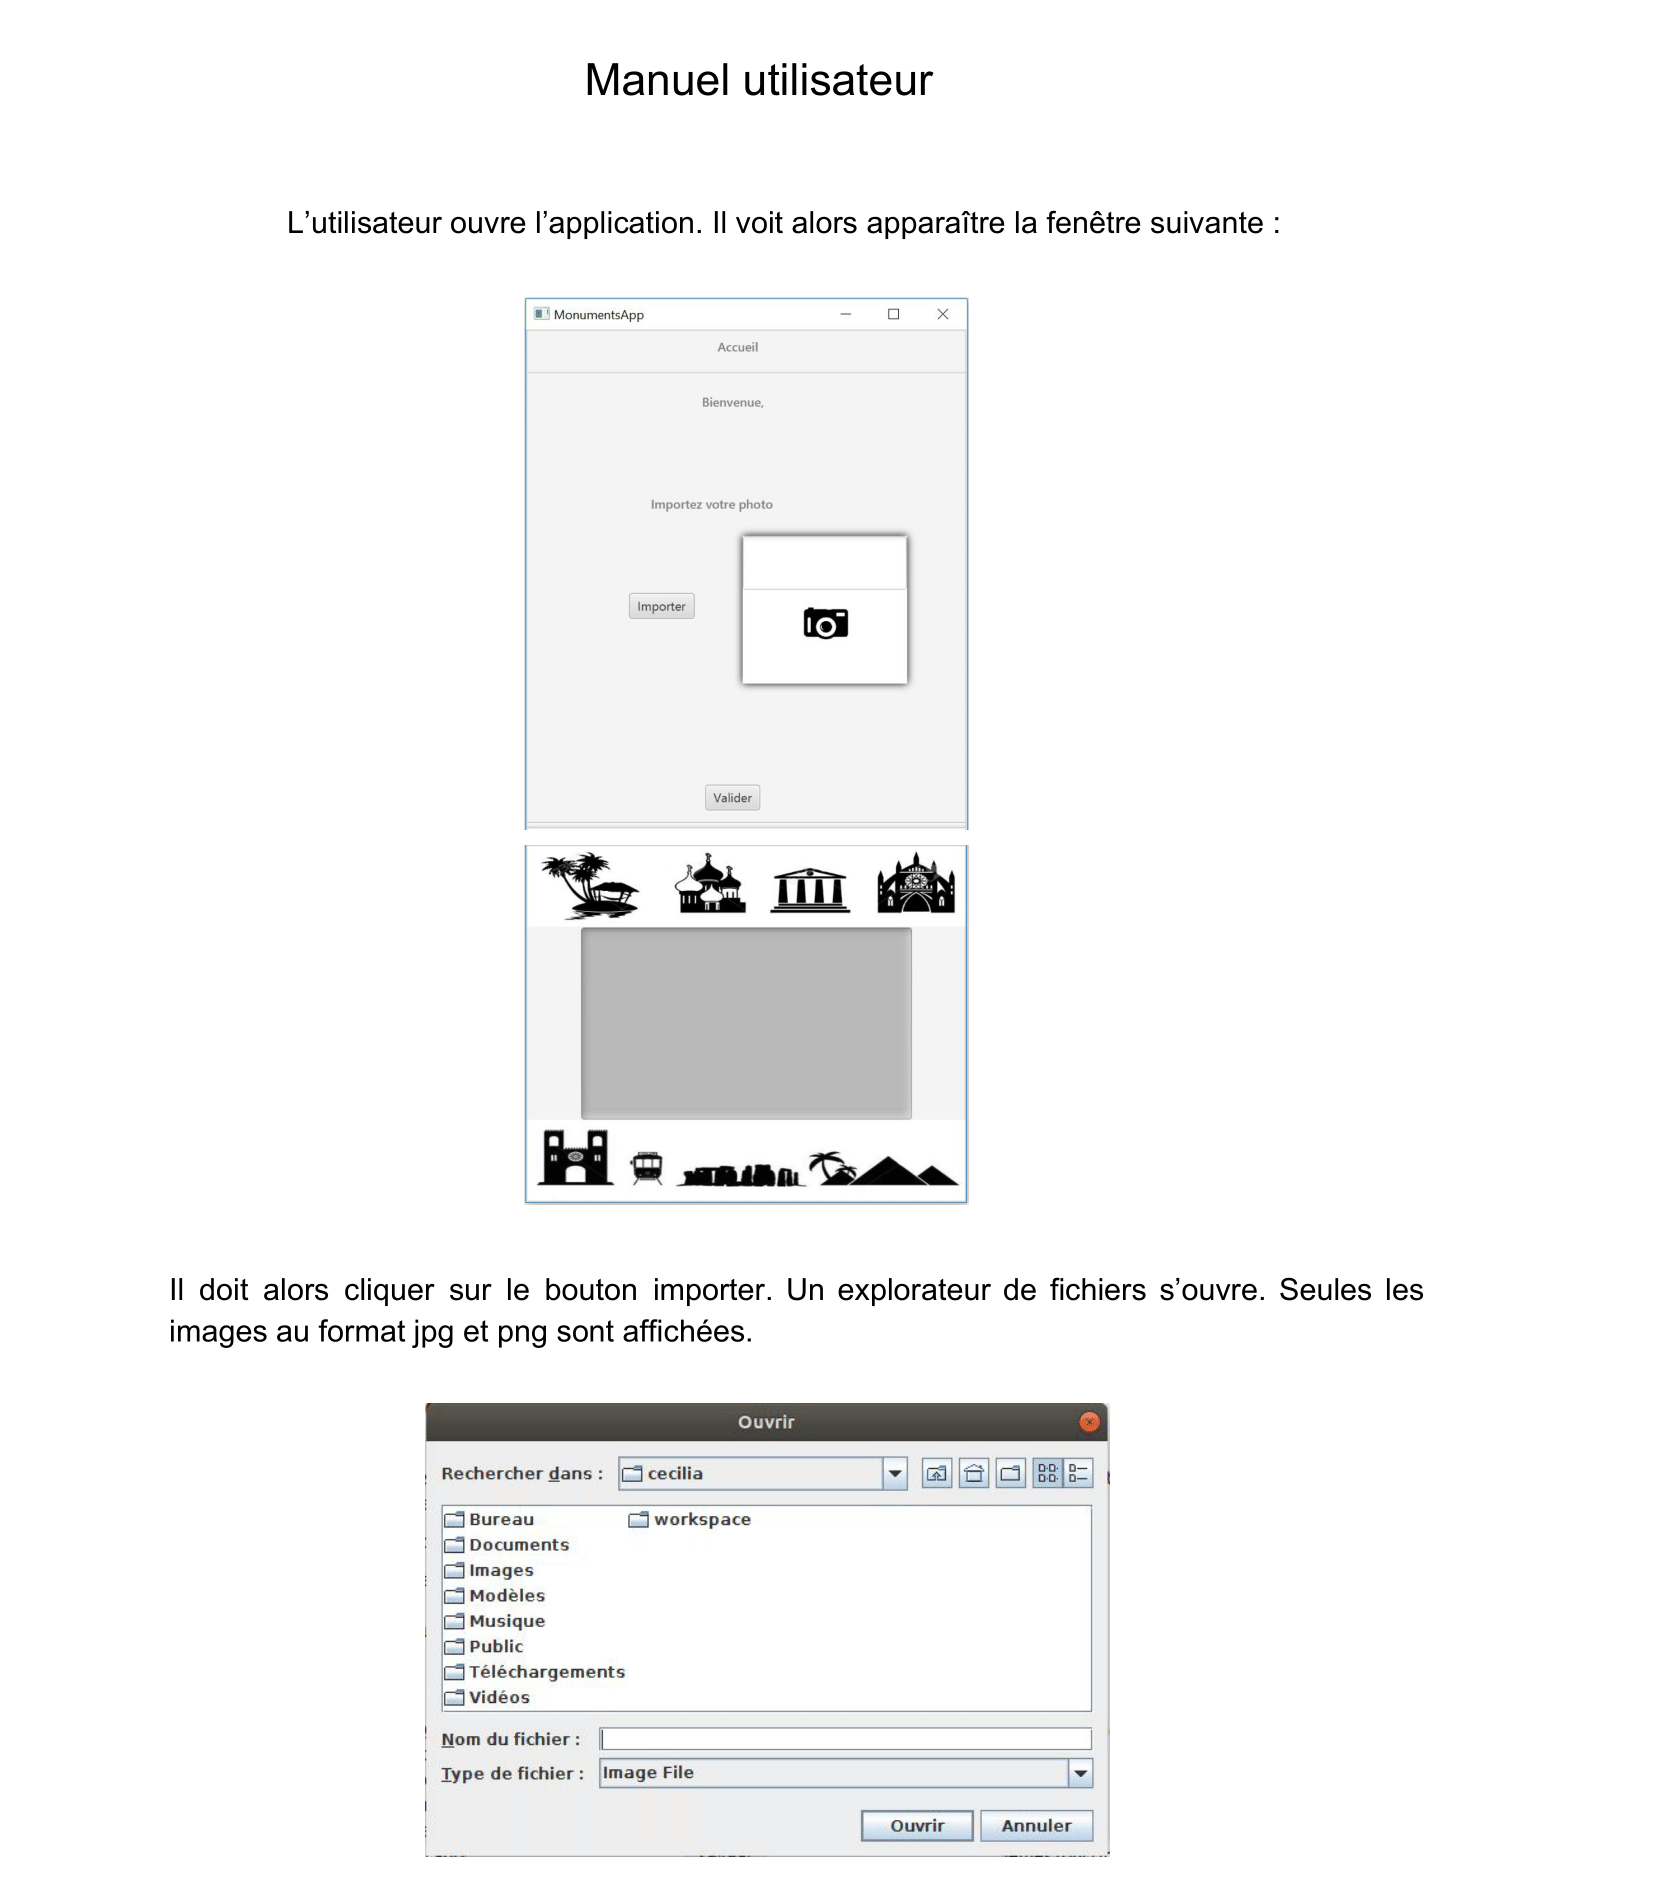 Manuel utilisateur
L’utilisateur ouvre l’application. Il voit alors apparaître la fenêtre suivante :
MonumentsApp
Accueil
Bienvenue,
Importez votre photo
Importer
Valider
Il doit alors cliquer sur le bouton importer. Un explorateur de fichiers s’ouvre. Seules les
images au format jpg et png sont affichées.
Ouvrir
Rechercher dans : cecilia
Bureau workspace
Documents
Images
Modèles
Musique
Public
Téléchargements
Vidéos
Nom du fichier :
Type de fichier : Image File
Ouvrir Annuler